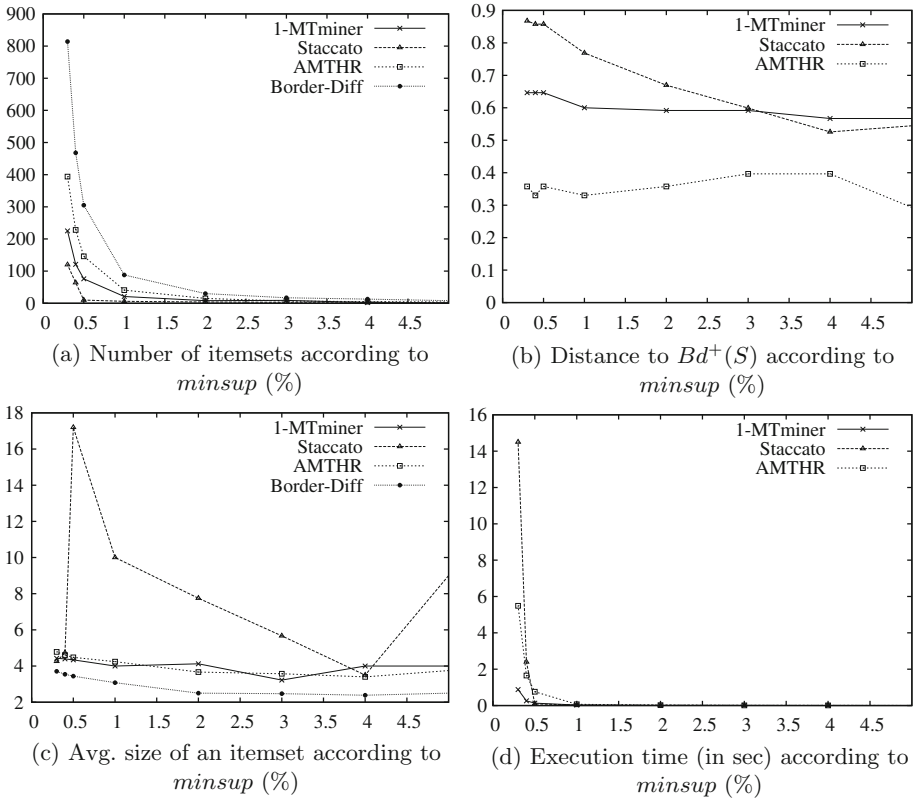 900
800
700
600
500
400
300
200
100
0
0 0.5 1 1.5 2 2.5 3 3.5 4 4.5
1-MTminer
Staccato
AMTHR
Border-Diff
(a) Number of itemsets according to
minsup (%)
0.9
0.8
0.7
0.6
0.5
0.4
0.3
0.2
0.1
0
0 0.5 1 1.5 2 2.5 3 3.5 4 4.5
1-MTminer
Staccato
AMTHR
(b) Distance to Bd⁺(S) according to
minsup (%)
18
16
14
12
10
8
6
4
2
0 0.5 1 1.5 2 2.5 3 3.5 4 4.5
1-MTminer
Staccato
AMTHR
Border-Diff
(c) Avg. size of an itemset according to
minsup (%)
16
14
12
10
8
6
4
2
0
0 0.5 1 1.5 2 2.5 3 3.5 4 4.5
1-MTminer
Staccato
AMTHR
(d) Execution time (in sec) according to
minsup (%)